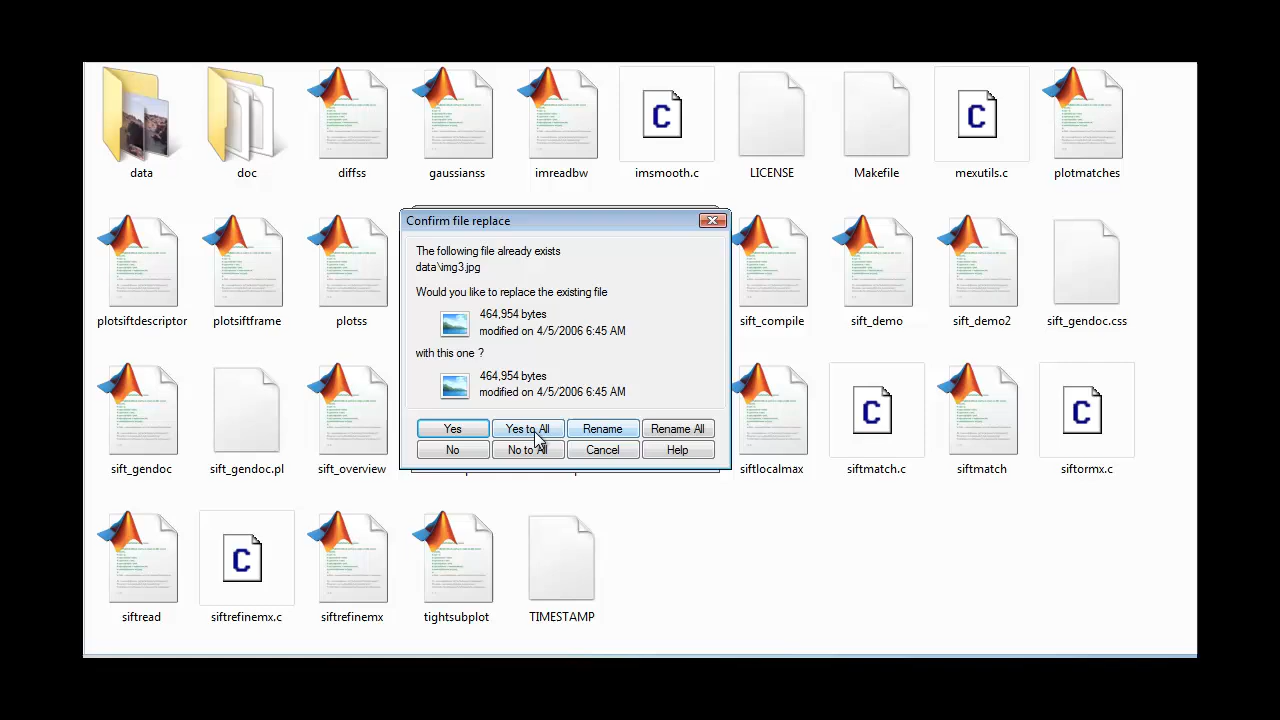 data
doc
diffss
gaussianss
imreadbw
imsmooth.c
LICENSE
Makefile
mexutils.c
plotmatches
plotsiftdescriptor
plotsiftframe
plotss
sift_compile
sift_demo
sift_demo2
sift_gendoc.css
Confirm file replace
The following file already exists
data\img3.jpg
Would you like to replace the existing file
464,954 bytes
modified on 4/5/2006 6:45 AM
with this one ?
464,954 bytes
modified on 4/5/2006 6:45 AM
Yes
Yes to All
Rename
Rename All
No
No to All
Cancel
Help
sift_gendoc
sift_gendoc.pl
sift_overview
siftlocalmax
siftmatch.c
siftmatch
siftormx.c
siftread
siftrefinemx.c
siftrefinemx
tightsubplot
TIMESTAMP